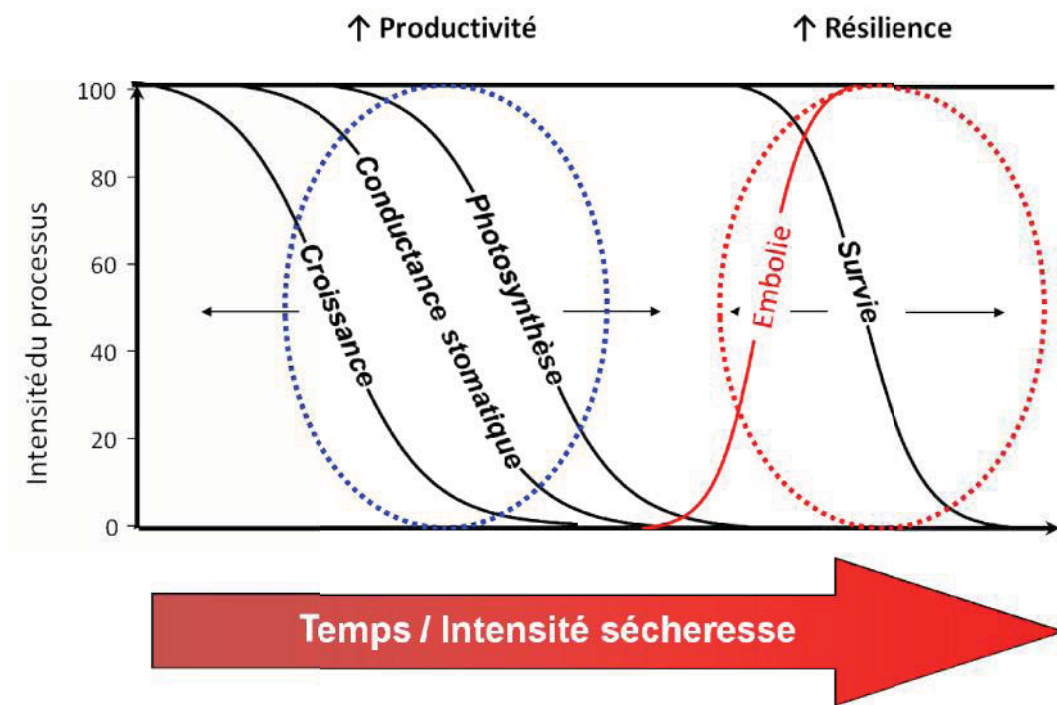 ↑ Productivité
↑ Résilience
Intensité du processus
100
80
60
40
20
0
Croissance
Conductance stomatique
Photosynthèse
Embolie
Survie
Temps / Intensité sécheresse